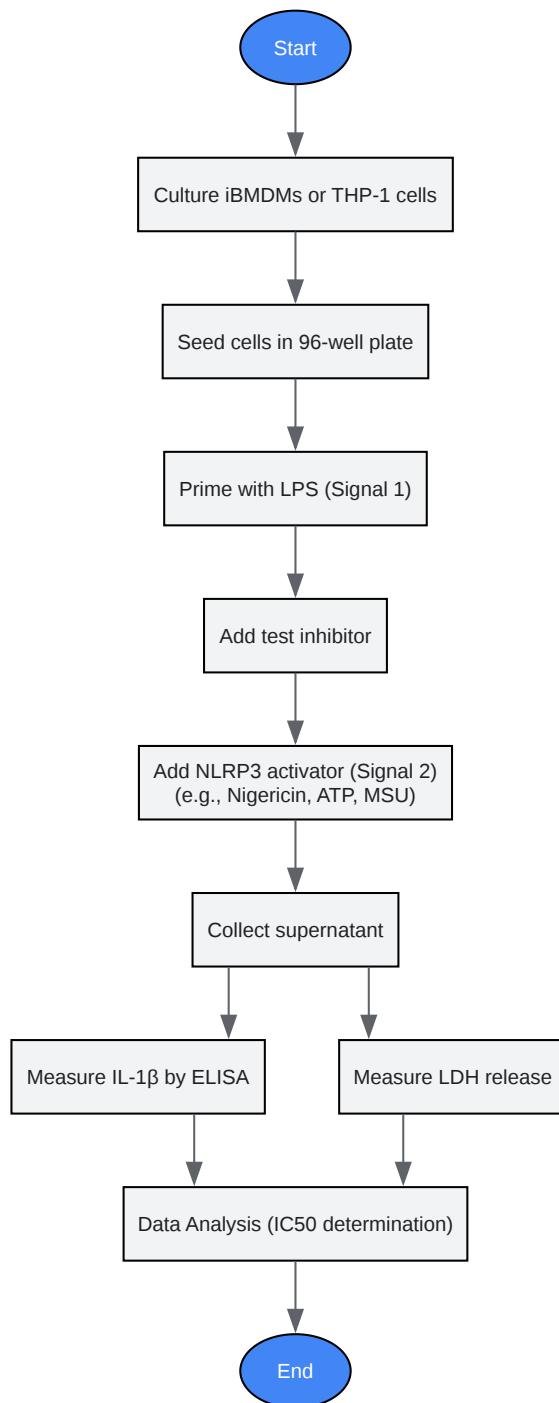 Start
Culture iBMDMs or THP-1 cells
Seed cells in 96-well plate
Prime with LPS (Signal 1)
Add test inhibitor
Add NLRP3 activator (Signal 2)
(e.g., Nigericin, ATP, MSU)
Collect supernatant
Measure IL-1β by ELISA
Measure LDH release
Data Analysis (IC50 determination)
End